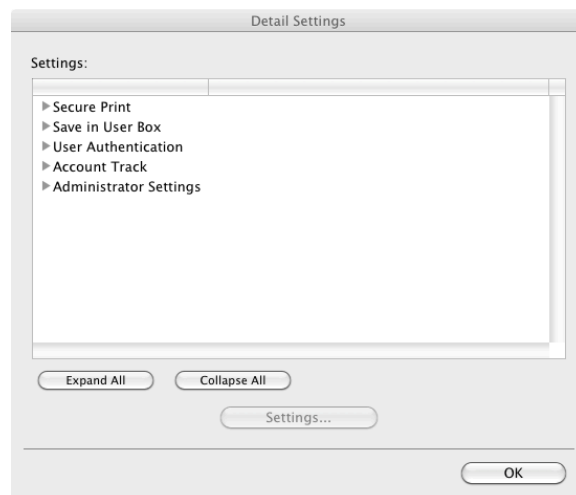 Detail Settings
Settings:
Secure Print
Save in User Box
User Authentication
Account Track
Administrator Settings
Expand All Collapse All
Settings...
OK